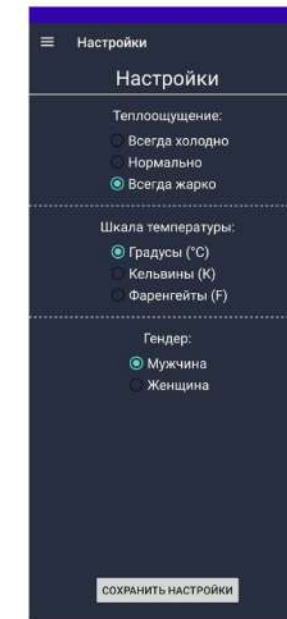 Настройки
Настройки
Теплоощущение:
Всегда холодно
Нормально
Всегда жарко
Шкала температуры:
Градусы (°C)
Кельвины (К)
Фаренгейты (F)
Гендер:
Мужчина
Женщина
СОХРАНИТЬ НАСТРОЙКИ